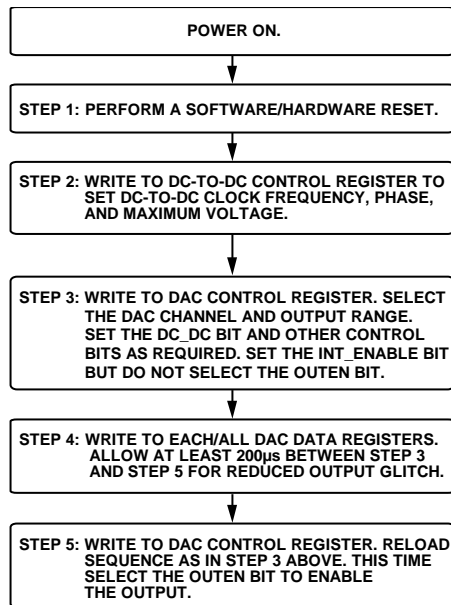 POWER ON.
STEP 1: PERFORM A SOFTWARE/HARDWARE RESET.
STEP 2: WRITE TO DC-TO-DC CONTROL REGISTER TO
SET DC-TO-DC CLOCK FREQUENCY, PHASE,
AND MAXIMUM VOLTAGE.
STEP 3: WRITE TO DAC CONTROL REGISTER. SELECT
THE DAC CHANNEL AND OUTPUT RANGE.
SET THE DC_DC BIT AND OTHER CONTROL
BITS AS REQUIRED. SET THE INT_ENABLE BIT
BUT DO NOT SELECT THE OUTEN BIT.
STEP 4: WRITE TO EACH/ALL DAC DATA REGISTERS.
ALLOW AT LEAST 200µs BETWEEN STEP 3
AND STEP 5 FOR REDUCED OUTPUT GLITCH.
STEP 5: WRITE TO DAC CONTROL REGISTER. RELOAD
SEQUENCE AS IN STEP 3 ABOVE. THIS TIME
SELECT THE OUTEN BIT TO ENABLE
THE OUTPUT.